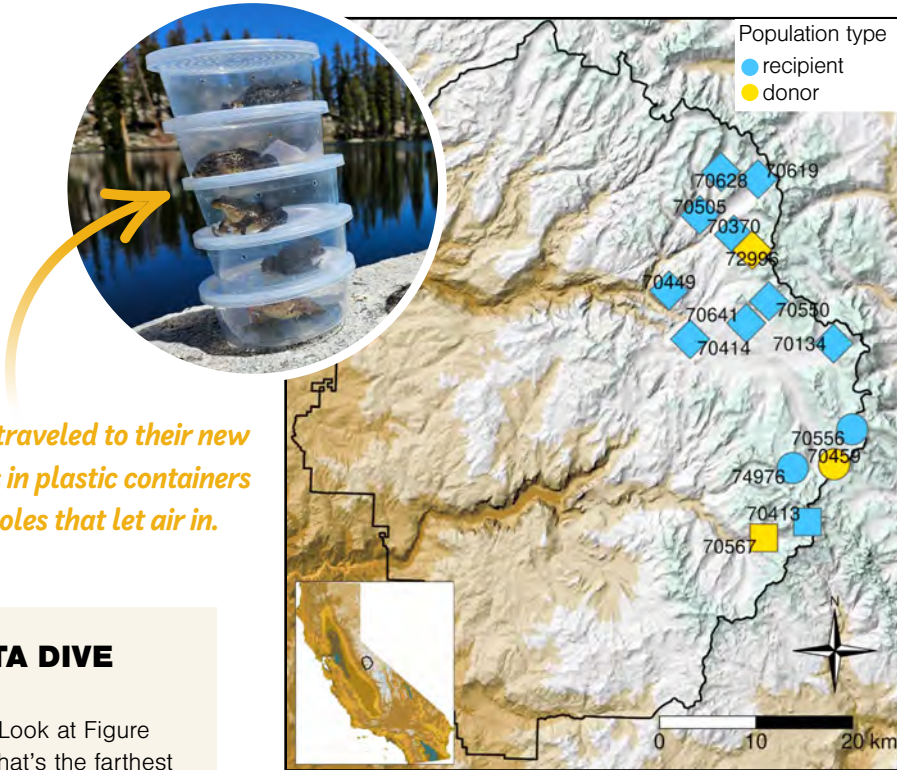 Population type
recipient
donor
70628
70619
70505
70370
72996
70449
70550
70641
70414
70134
70556
70459
74976
70413
70567
N
0 10 20 km
traveled to their new
in plastic containers
oles that let air in.
TA DIVE
Look at Figure
hat's the farthest